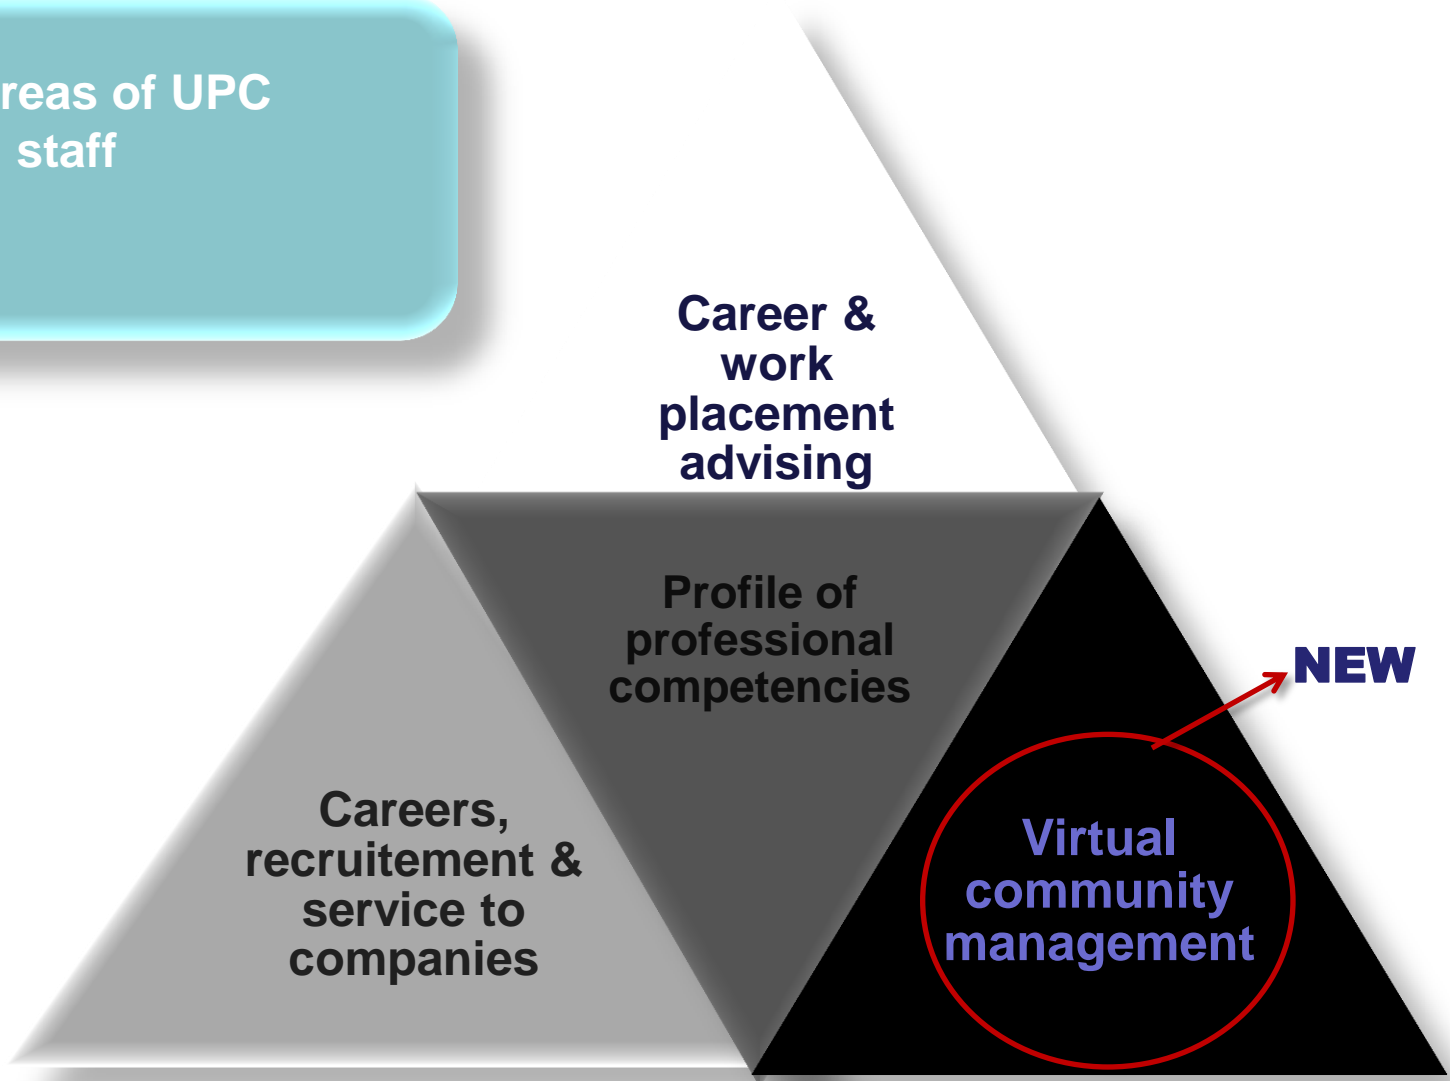 reas of UPC
staff
Career &
work
placement
advising
Profile of
professional
competencies
NEW
Careers,
recruitement &
service to
companies
Virtual
community
management